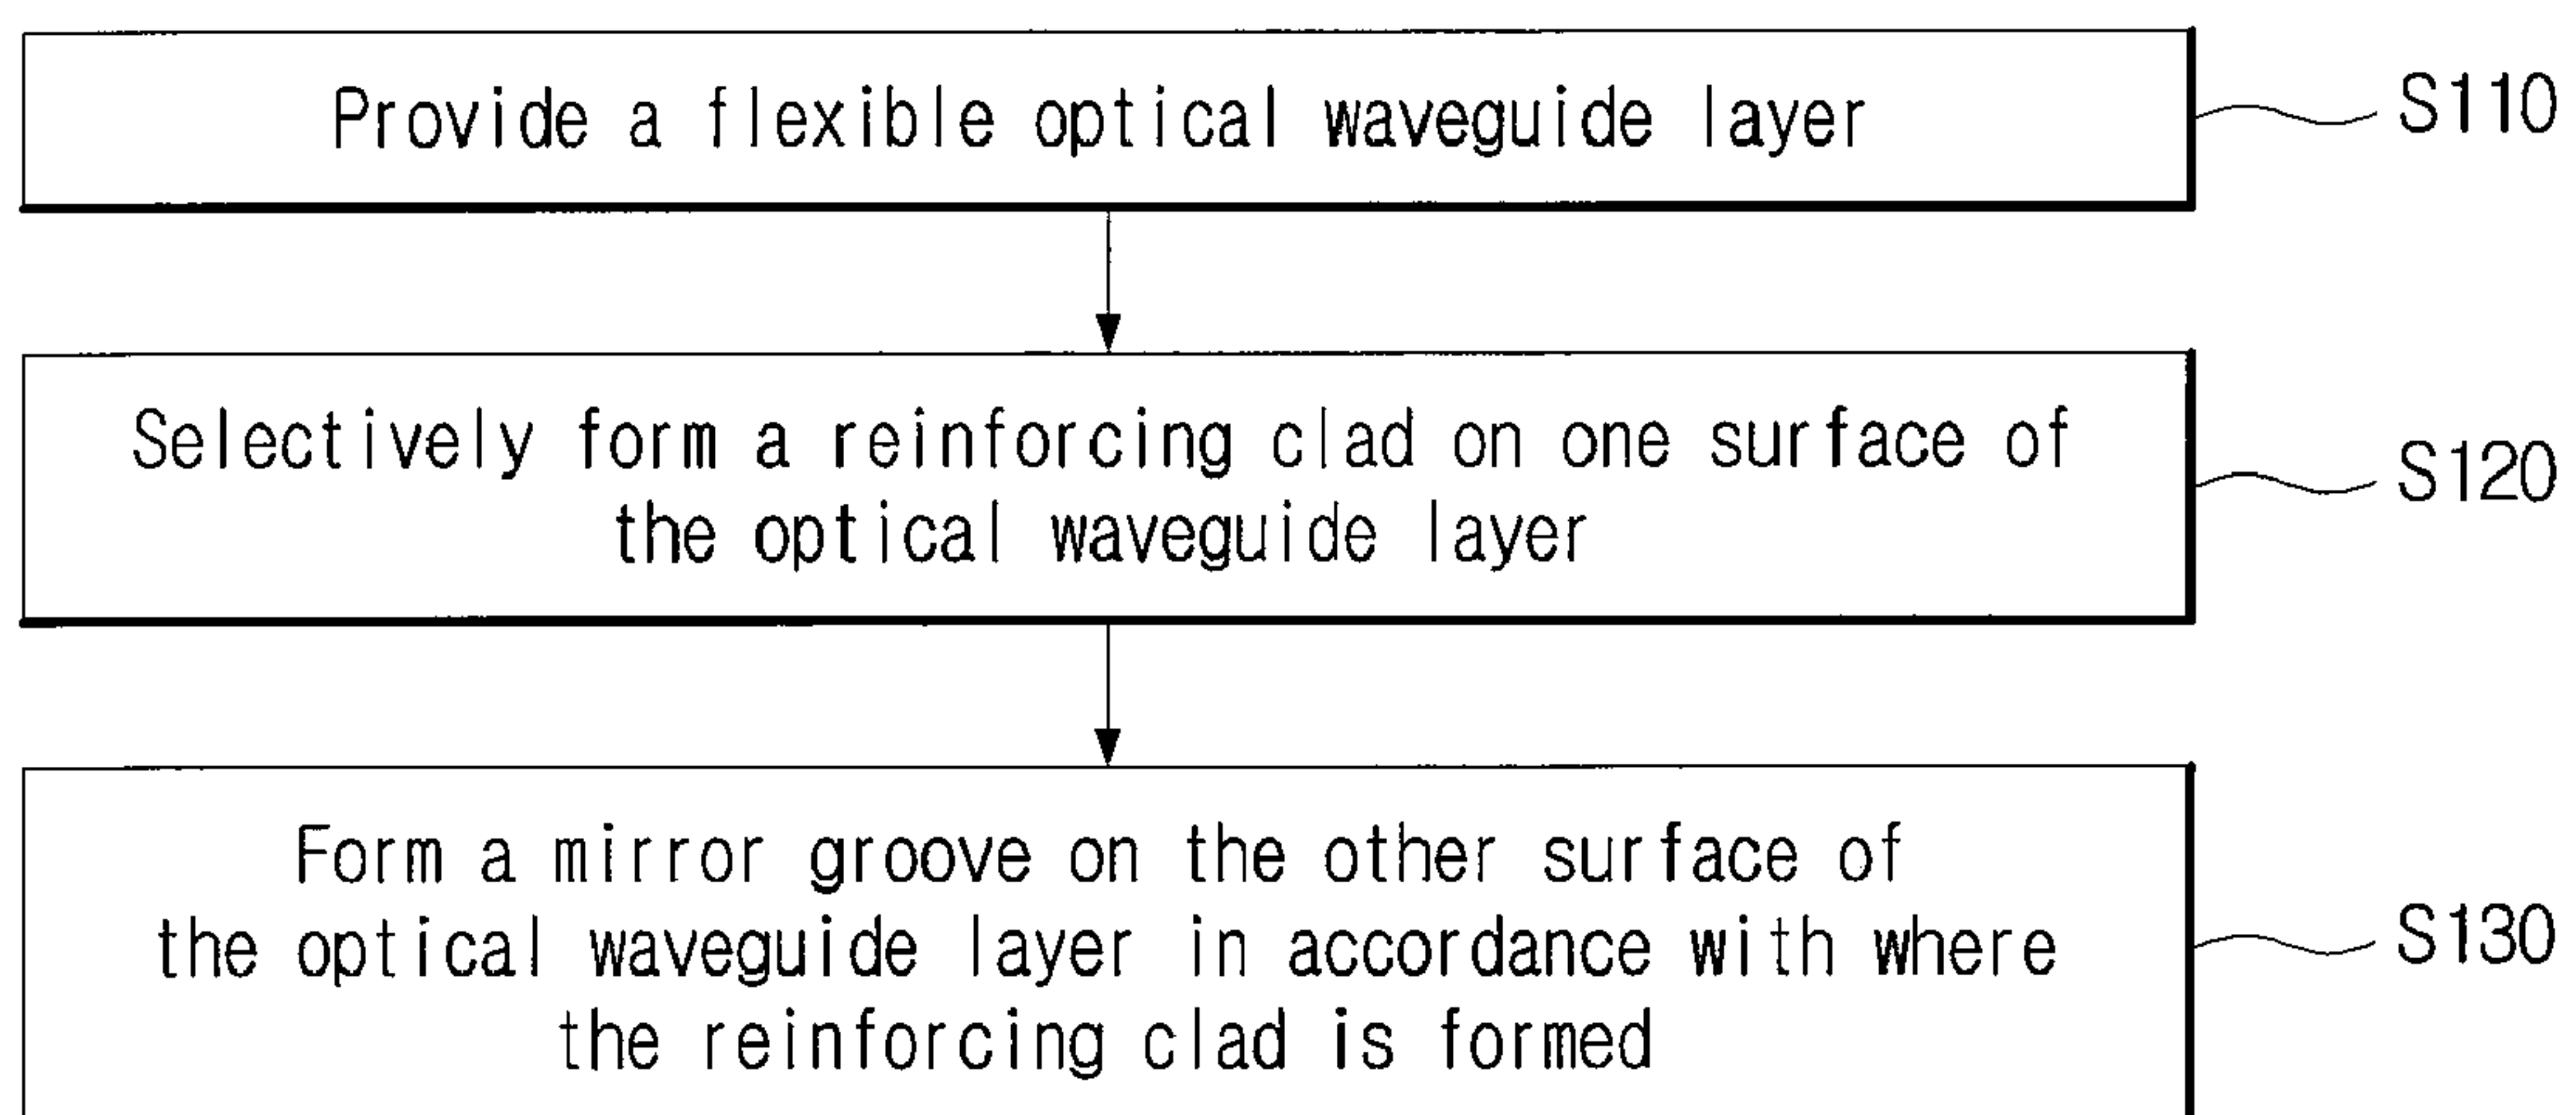 Provide a flexible optical waveguide layer
S110
Selectively form a reinforcing clad on one surface of
the optical waveguide layer
S120
Form a mirror groove on the other surface of
the optical waveguide layer in accordance with where
the reinforcing clad is formed
S130